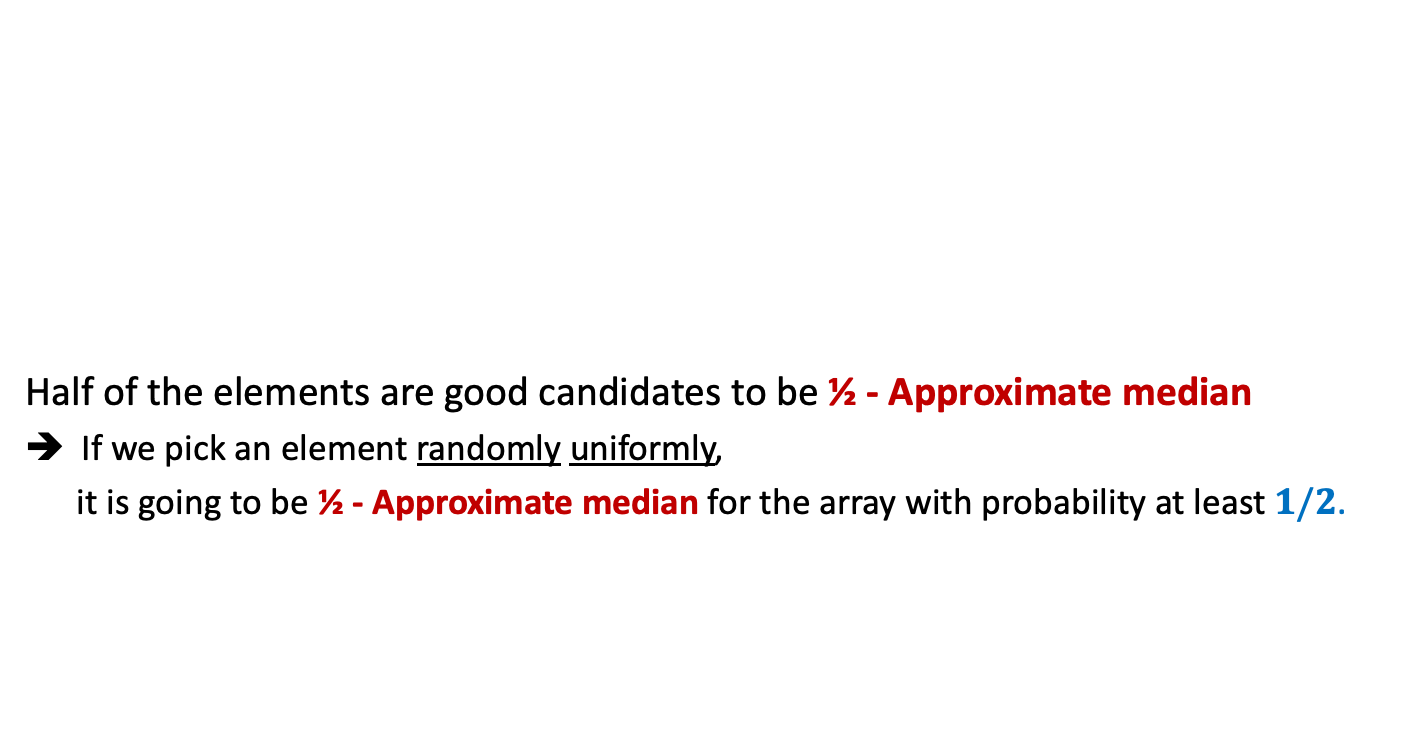 Half of the elements are good candidates to be ½ - Approximate median
➔ If we pick an element randomly uniformly,
it is going to be ½ - Approximate median for the array with probability at least 1/2.